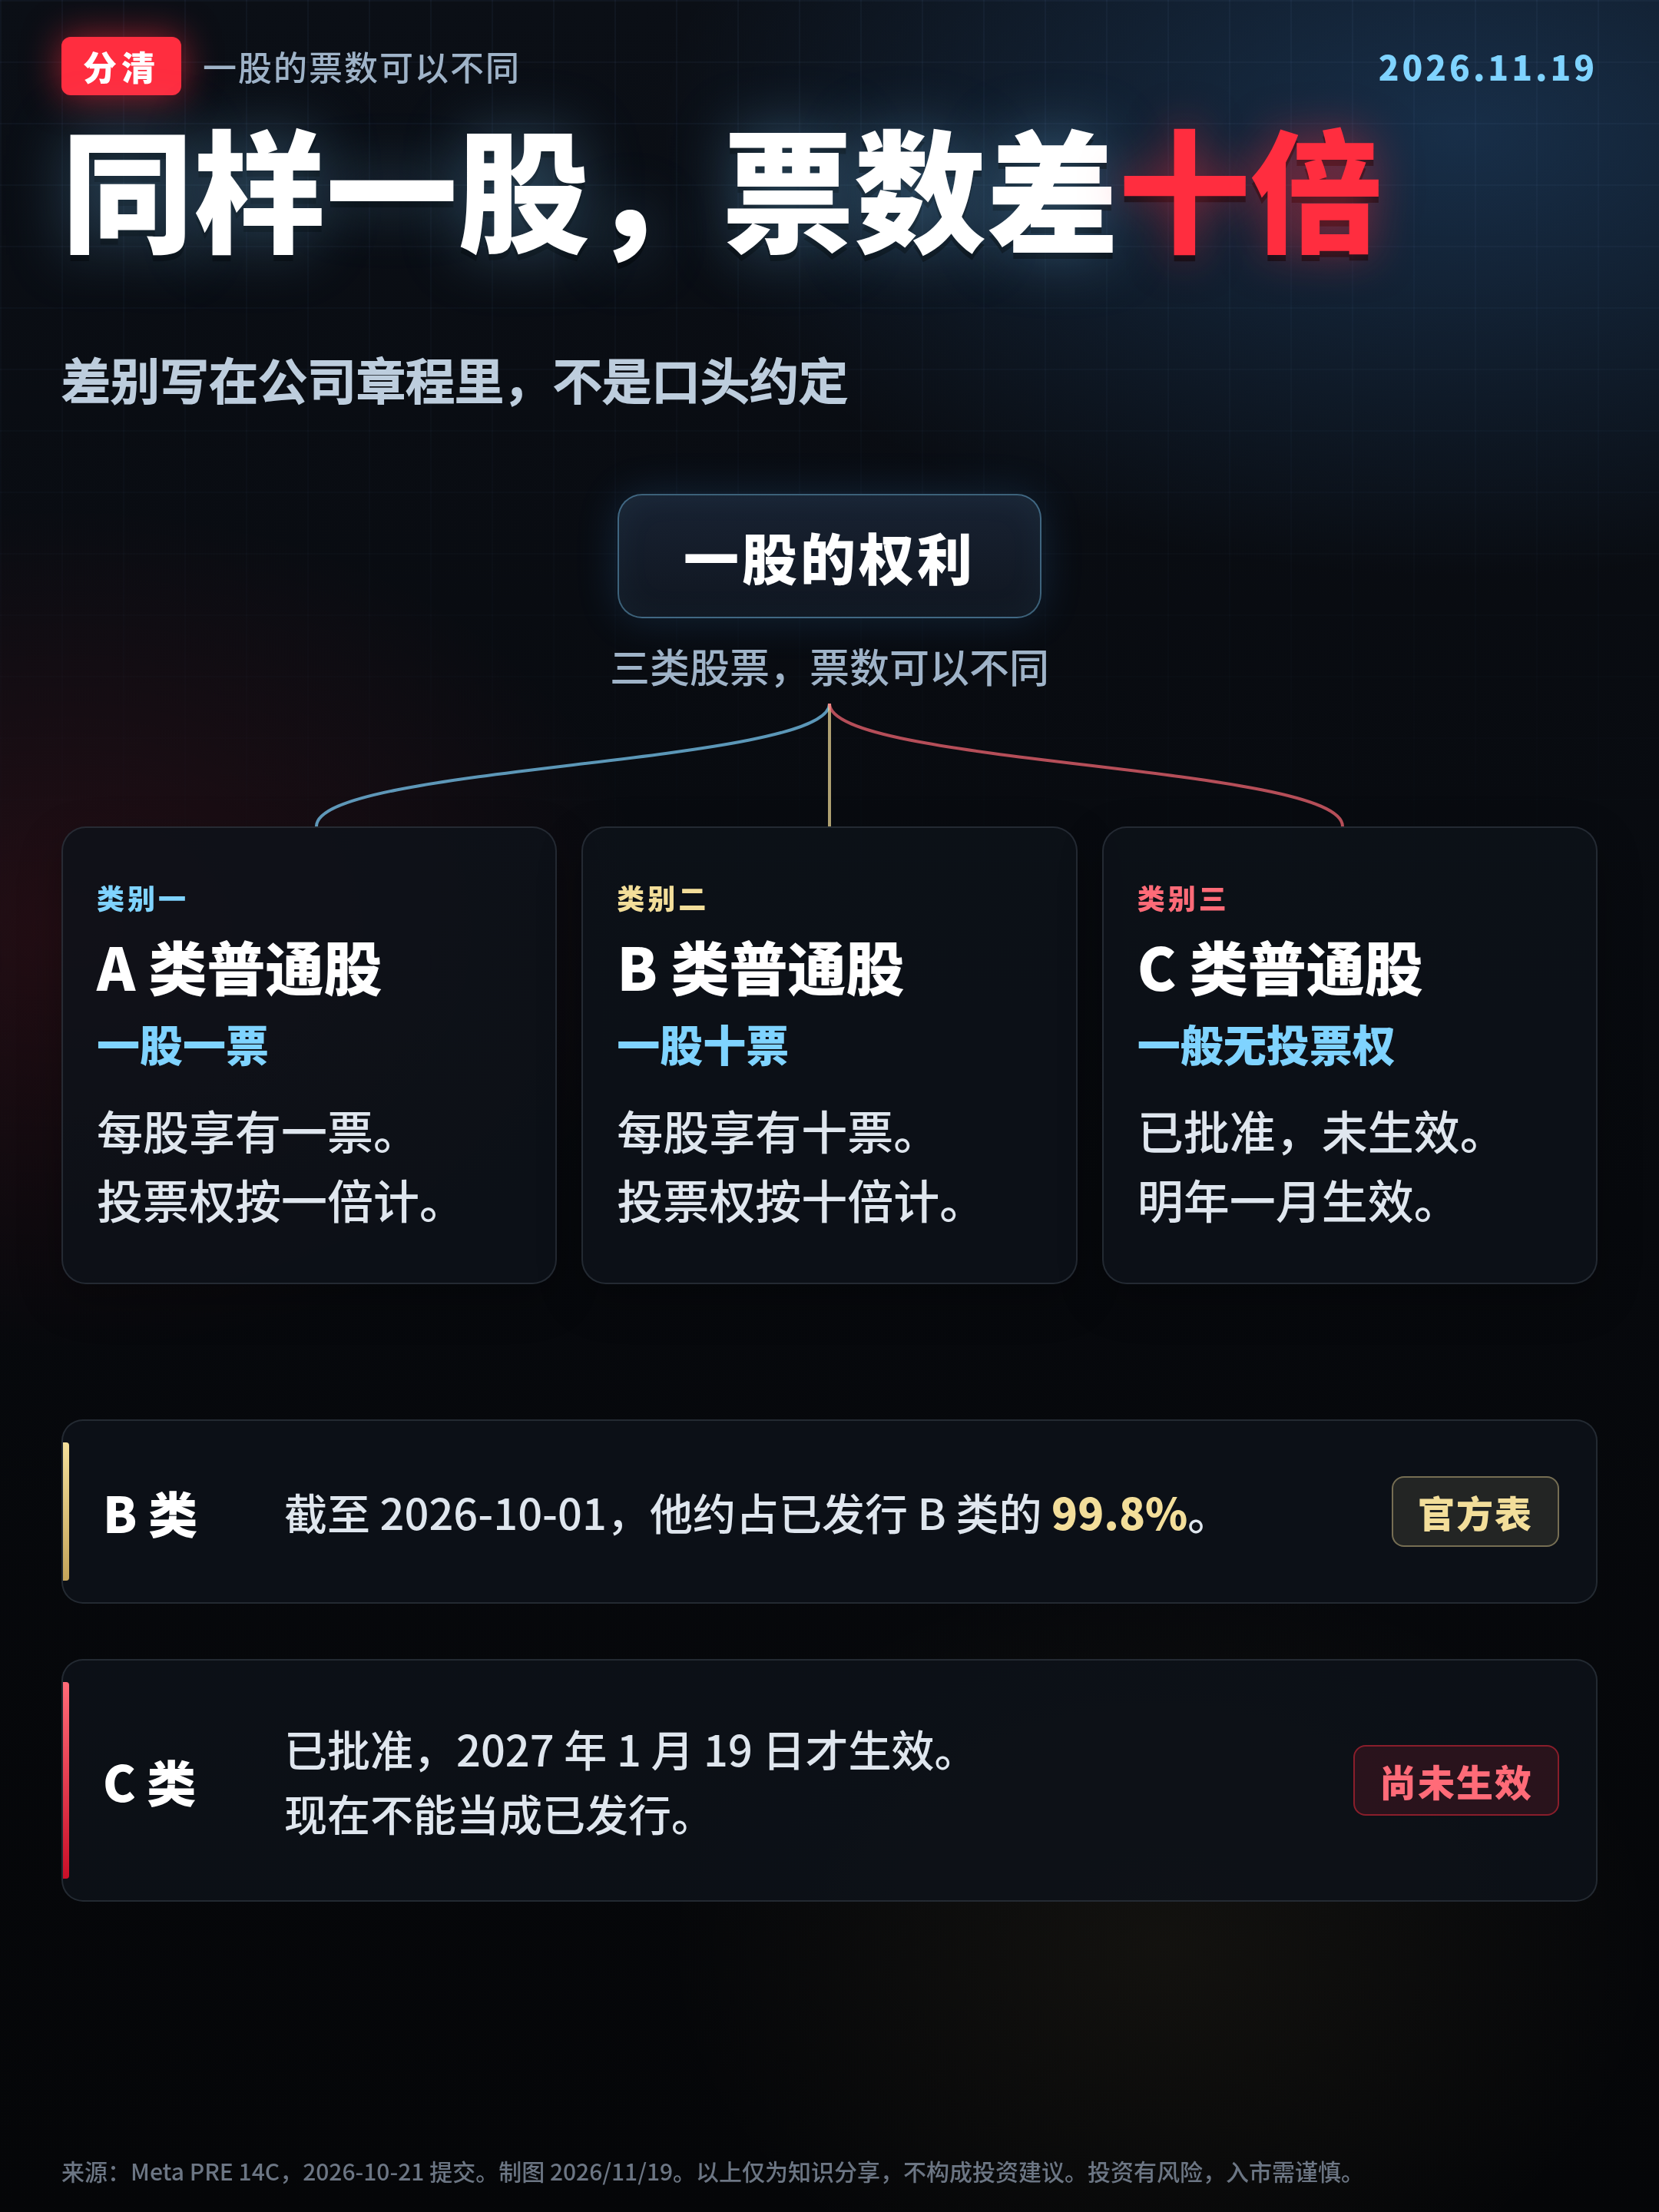 分清
一股的票数可以不同
2026.11.19
同样一股，票数差十倍
差别写在公司章程里，不是口头约定
一股的权利
三类股票，票数可以不同
类别一
A 类普通股
一股一票
每股享有一票。
投票权按一倍计。
类别二
B 类普通股
一股十票
每股享有十票。
投票权按十倍计。
类别三
C 类普通股
一般无投票权
已批准，未生效。
明年一月生效。
B 类
截至 2026-10-01，他约占已发行 B 类的 99.8%。
官方表
C 类
已批准，2027 年 1 月 19 日才生效。
现在不能当成已发行。
尚未生效
来源：Meta PRE 14C，2026-10-21 提交。制图 2026/11/19。以上仅为知识分享，不构成投资建议。投资有风险，入市需谨慎。